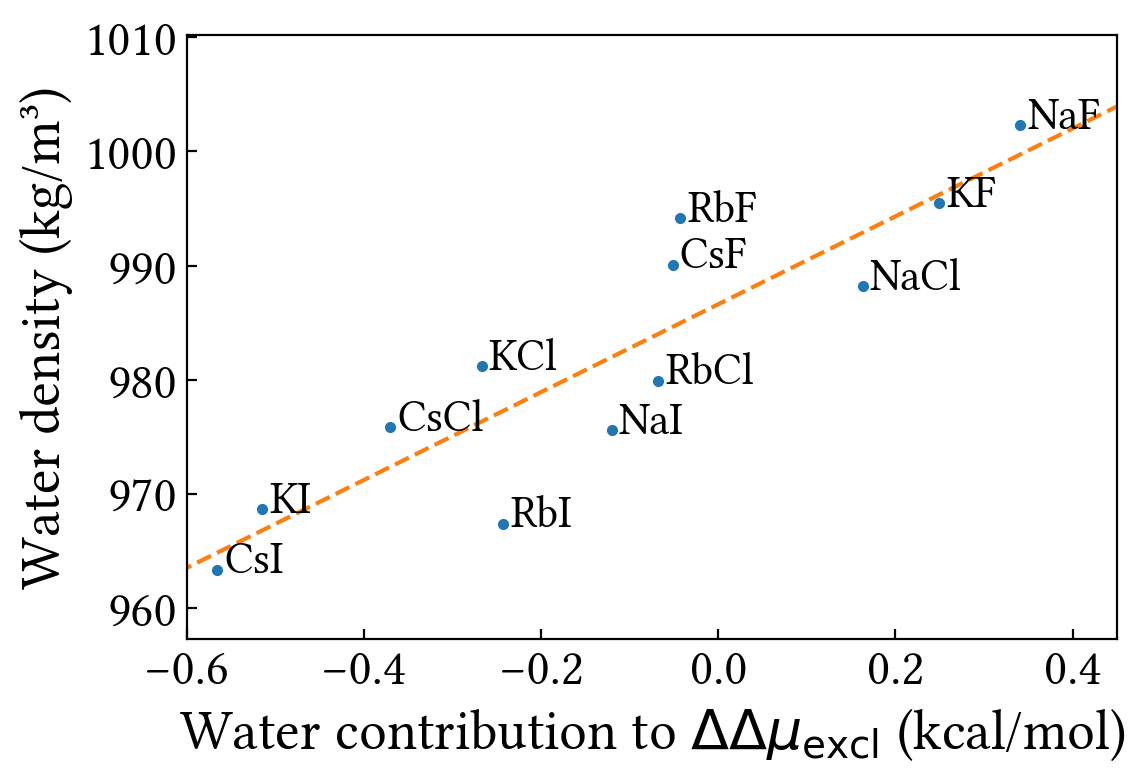 1010
1000
990
980
970
960
Water density (kg/m³)
NaF
KF
RbF
CsF
NaCl
KCl
RbCl
CsCl
NaI
KI
RbI
CsI
−0.6 −0.4 −0.2 0.0 0.2 0.4
Water contribution to ΔΔμexcl (kcal/mol)